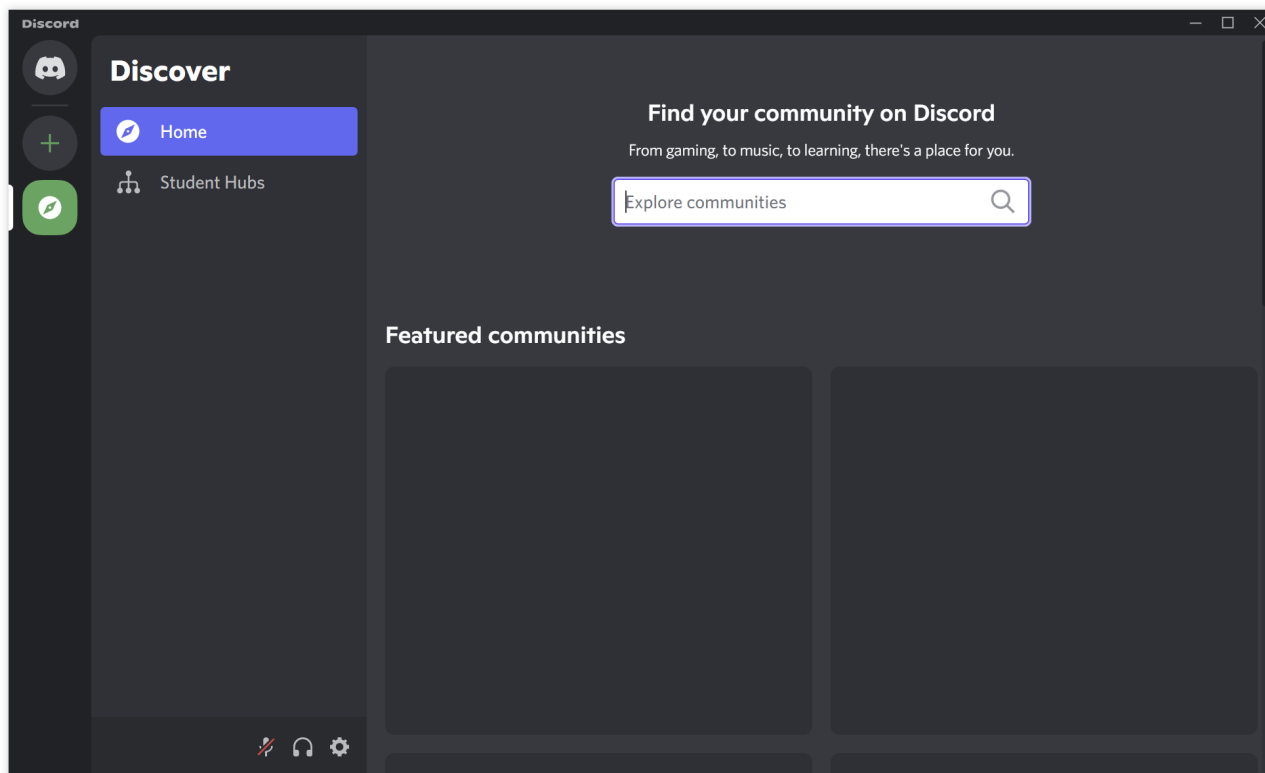 Discord
Discover
Home
Student Hubs
Find your community on Discord
From gaming, to music, to learning, there's a place for you.
Explore communities
Featured communities